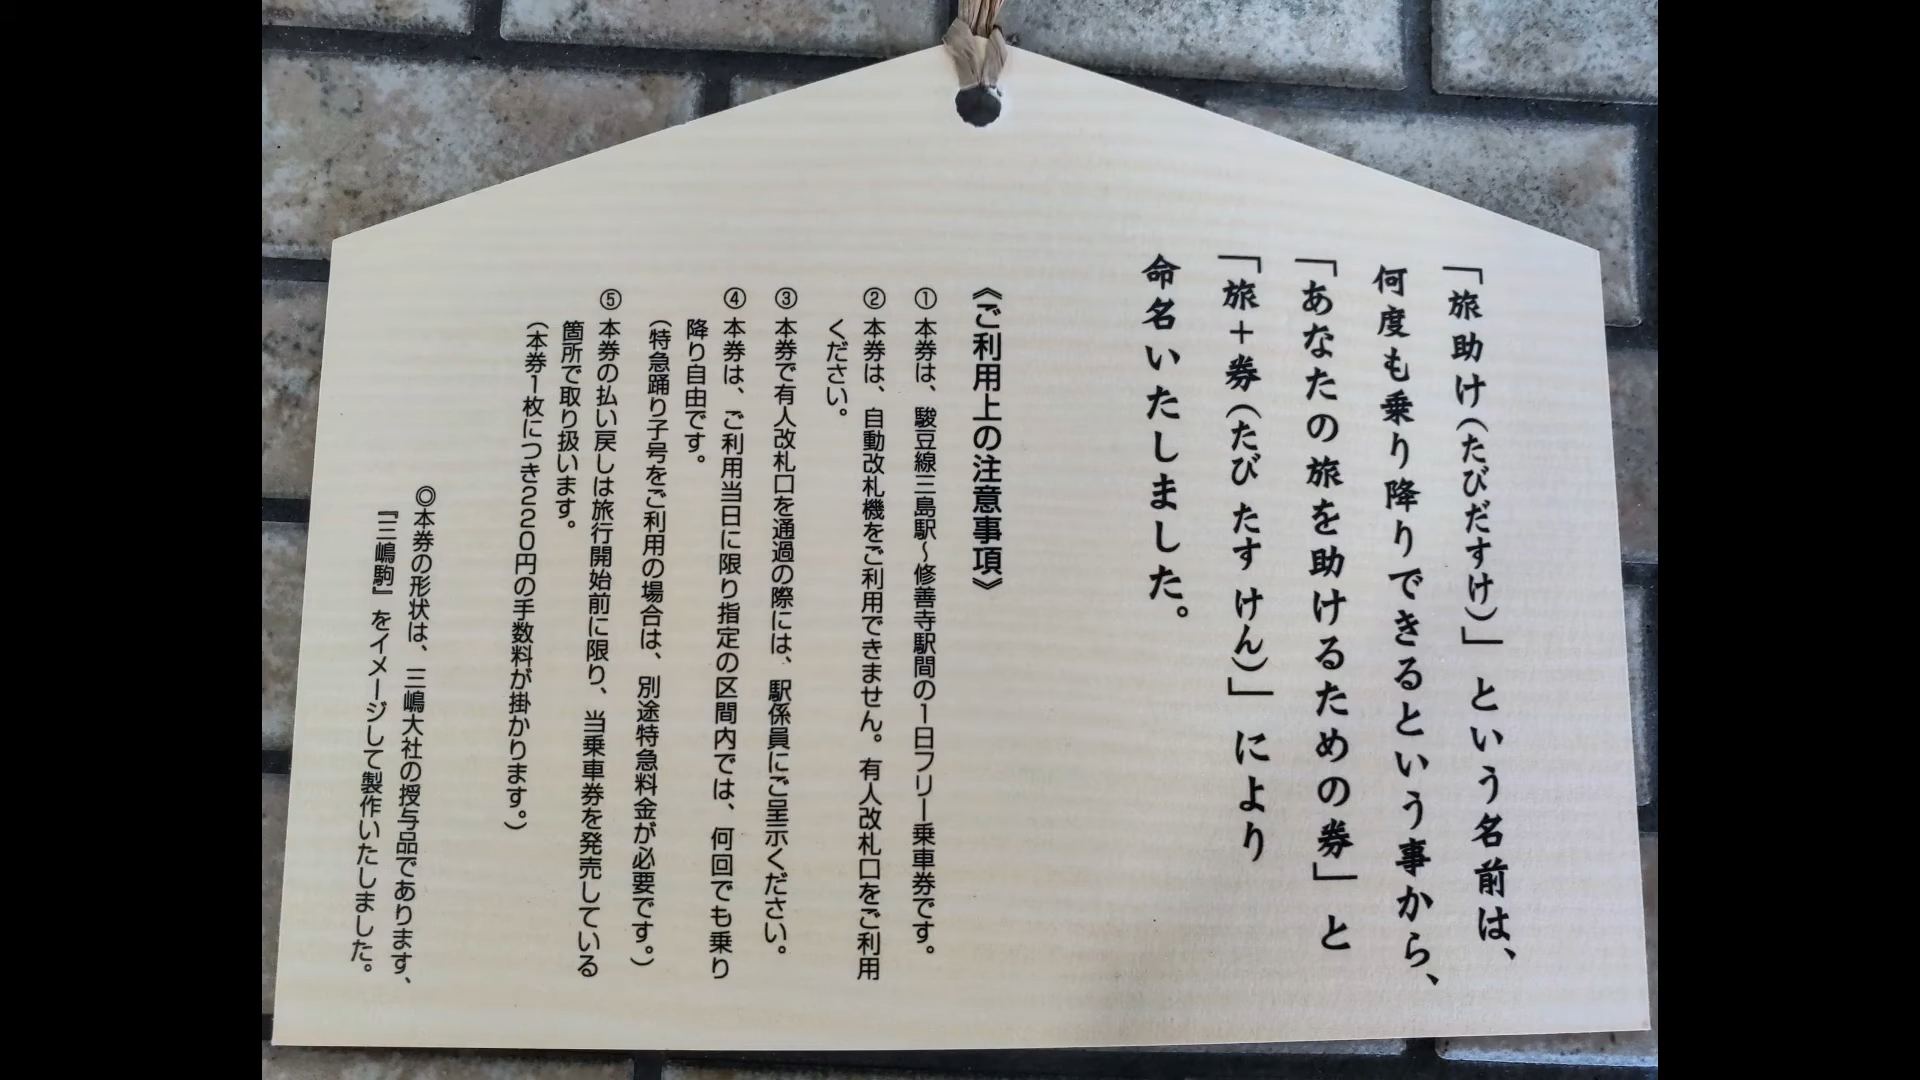 「旅助け（たびだすけ）」という名前は、
何度も乗り降りできるという事から、
「あなたの旅を助けるための券」と
「旅＋券（たび たす けん）」により
命名いたしました。
《ご利用上の注意事項》
① 本券は、駿豆線三島駅〜修善寺駅間の1日フリー乗車券です。
② 本券は、自動改札機をご利用できません。有人改札口をご利用
ください。
③ 本券で有人改札口を通過の際には、駅係員にご呈示ください。
④ 本券は、ご利用当日に限り指定の区間内では、何回でも乗り
降り自由です。
（特急踊り子号をご利用の場合は、別途特急料金が必要です。）
⑤ 本券の払い戻しは旅行開始前に限り、当乗車券を発売している
箇所で取り扱います。
（本券1枚につき220円の手数料が掛かります。）
◎本券の形状は、三嶋大社の授与品であります、
『三嶋駒』をイメージして製作いたしました。